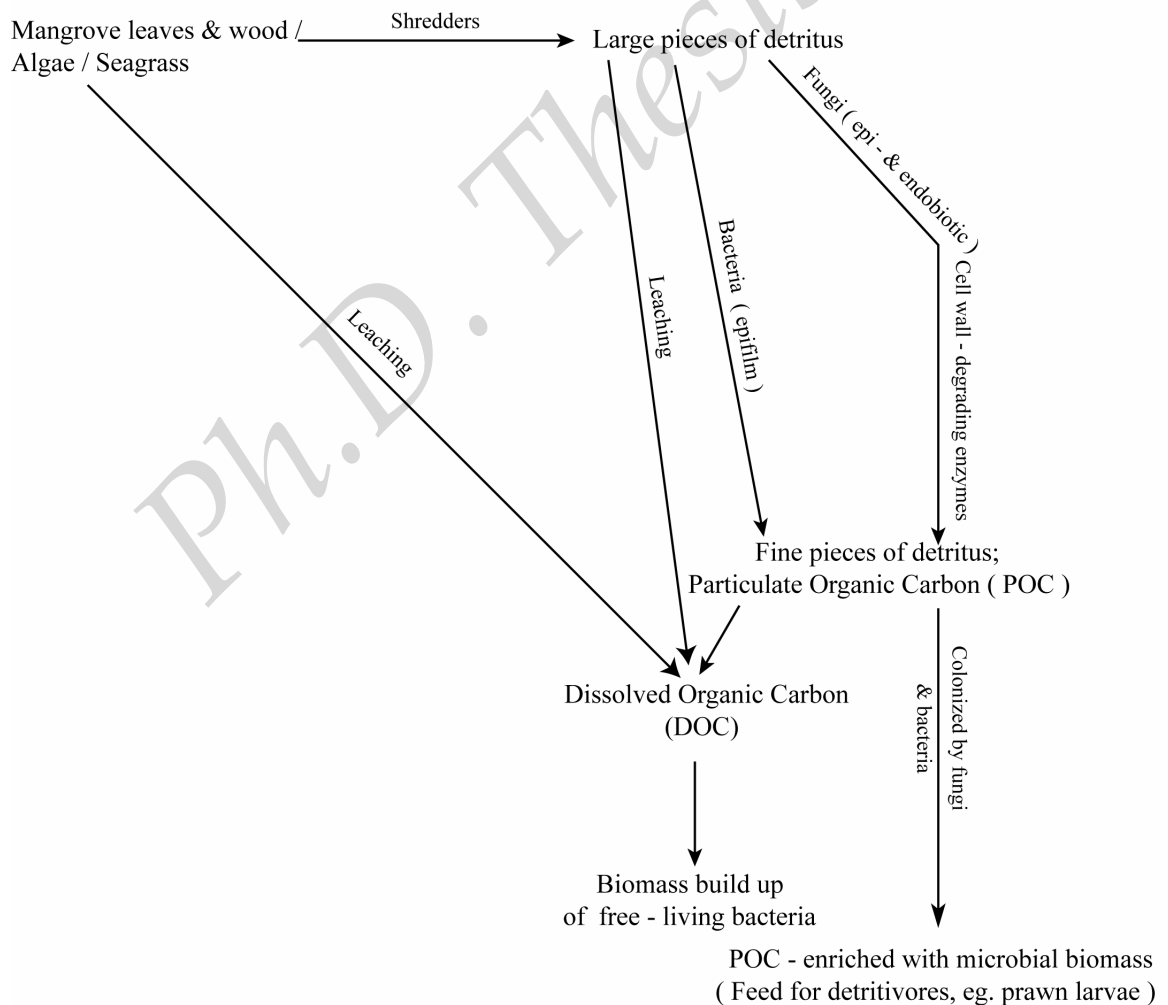 Mangrove leaves & wood /
Algae / Seagrass
Shredders
Large pieces of detritus
Fungi ( epi - & endobiotic )
Cell wall - degrading enzymes
Bacteria ( epifilm )
Leaching
Leaching
Fine pieces of detritus;
Particulate Organic Carbon ( POC )
Dissolved Organic Carbon
(DOC)
Colonized by fungi
& bacteria
Biomass build up
of free - living bacteria
POC - enriched with microbial biomass
( Feed for detritivores, eg. prawn larvae )
Ph.D. Thesi